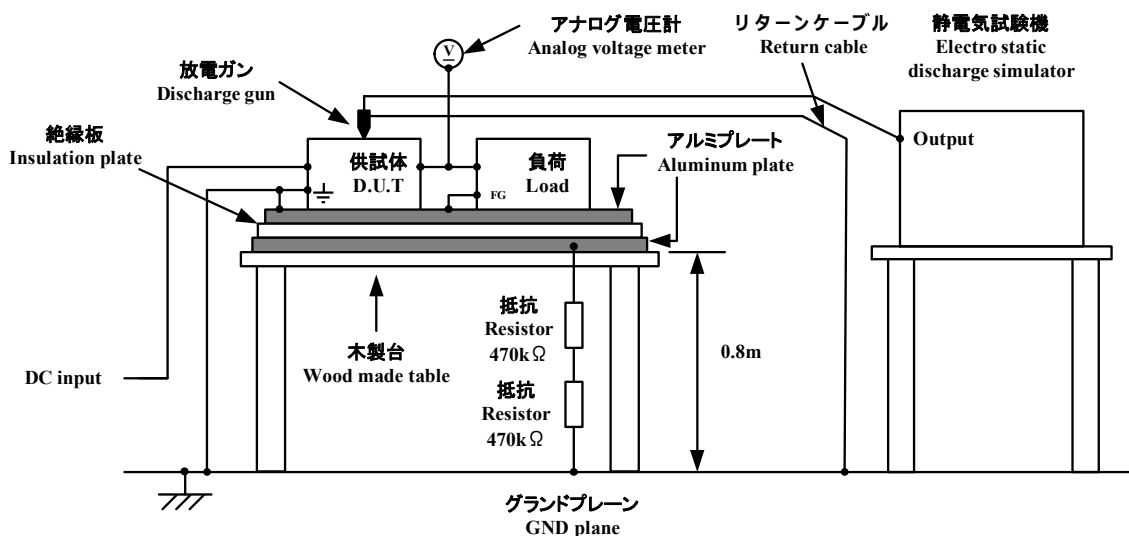 アナログ電圧計
Analog voltage meter
リターンケーブル
Return cable
静電気試験機
Electro static
discharge simulator
放電ガン
Discharge gun
V
絶縁板
Insulation plate
供試体
D.U.T
負荷
Load
FG
アルミプレート
Aluminum plate
Output
抵抗
Resistor
470kΩ
木製台
Wood made table
0.8m
DC input
抵抗
Resistor
470kΩ
グランドプレーン
GND plane